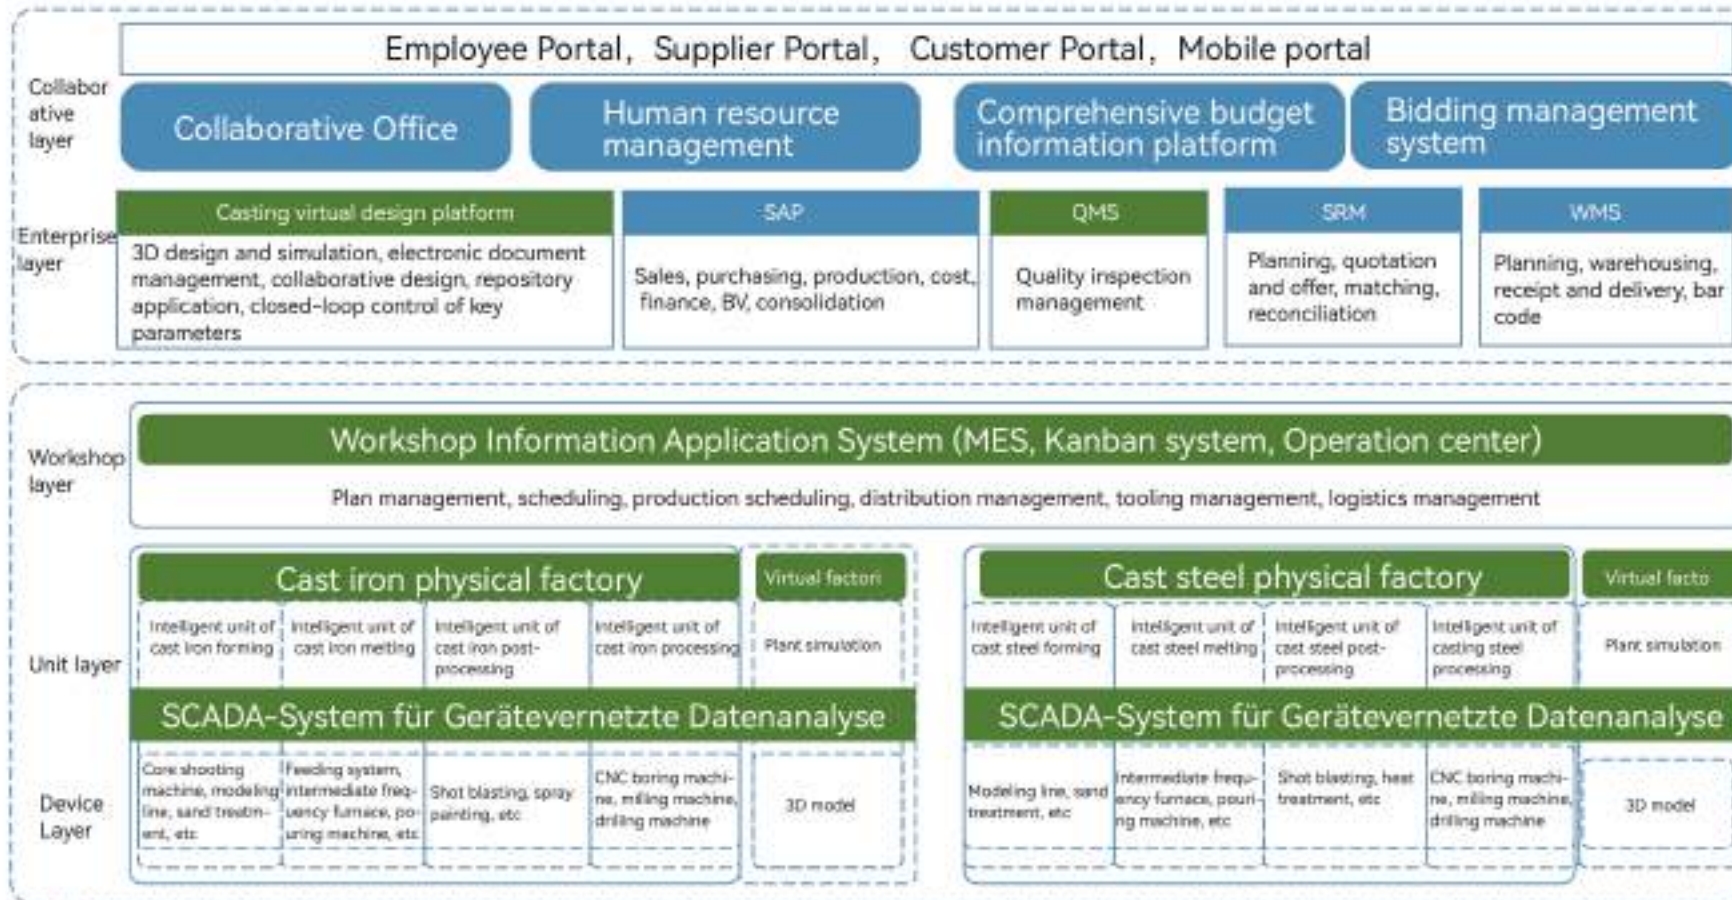 Employee Portal, Supplier Portal, Customer Portal, Mobile portal
Collabor
ative
layer
Collaborative Office
Human resource
management
Comprehensive budget
information platform
Bidding management
system
Enterprise
layer
Casting virtual design platform
3D design and simulation, electronic document
management, collaborative design, repository
application, closed-loop control of key
parameters
SAP
Sales, purchasing, production, cost,
finance, BV, consolidation
QMS
Quality inspection
management
SRM
Planning, quotation
and offer, matching,
reconciliation
WMS
Planning, warehousing,
receipt and delivery, bar
code
Workshop
layer
Workshop Information Application System (MES, Kanban system, Operation center)
Plan management, scheduling, production scheduling, distribution management, tooling management, logistics management
Unit layer
Cast iron physical factory
Virtual factori
Intelligent unit of
cast iron forming
Intelligent unit of
cast iron melting
Intelligent unit of
cast iron post-
processing
Intelligent unit of
cast iron processing
Plant simulation
Cast steel physical factory
Virtual facto
Intelligent unit of
cast steel forming
Intelligent unit of
cast steel melting
Intelligent unit of
cast steel post-
processing
Intelligent unit of
casting steel
processing
Plant simulation
SCADA-System für Gerätevernetzte Datenanalyse
SCADA-System für Gerätevernetzte Datenanalyse
Device
Layer
Core shooting
machine, modeling
line, sand treatm-
ent, etc
Feeding system,
intermediate freq-
uency furnace, po-
uring machine, etc
Shot blasting, spray
painting, etc
CNC boring machi-
ne, milling machine,
drilling machine
3D model
Modeling line, sand
treatment, etc
Intermediate frequ-
ency furnace, pouri-
ng machine, etc
Shot blasting, heat
treatment, etc
CNC boring machi-
ne, milling machine,
drilling machine
3D model